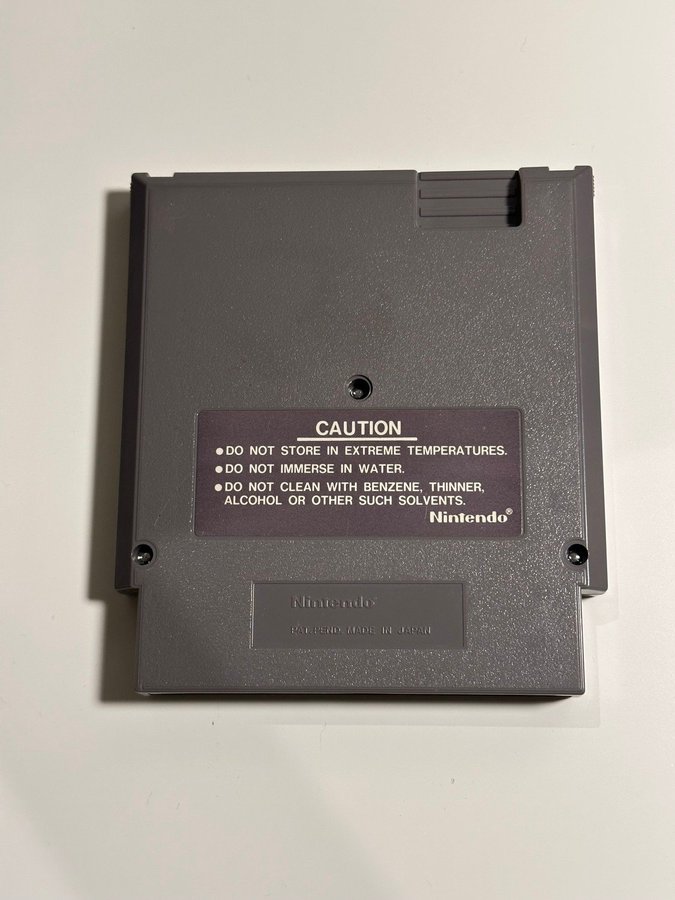 CAUTION
●DO NOT STORE IN EXTREME TEMPERATURES.
●DO NOT IMMERSE IN WATER.
●DO NOT CLEAN WITH BENZENE, THINNER,
ALCOHOL OR OTHER SUCH SOLVENTS.
Nintendo®
Nintendo®
PAT. PEND. MADE IN JAPAN